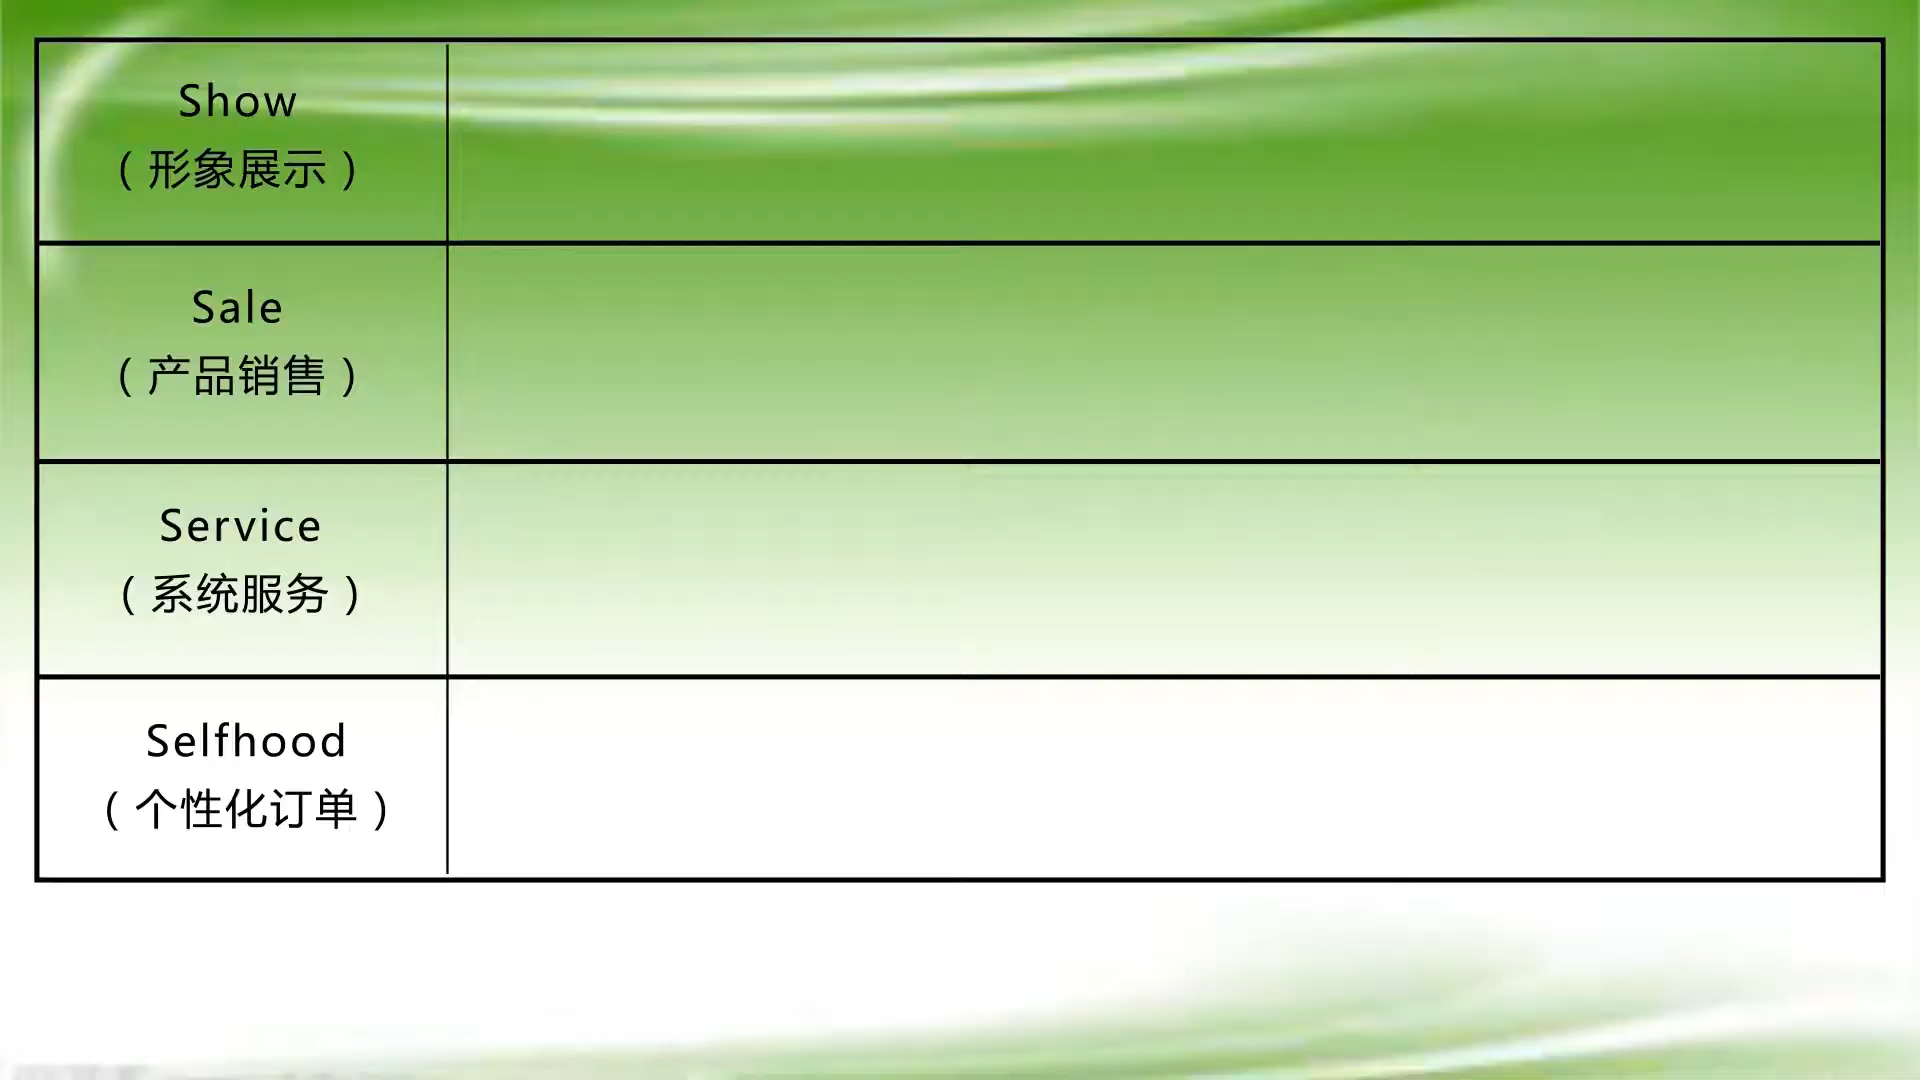 Show
（形象展示）
Sale
（产品销售）
Service
（系统服务）
Selfhood
（个性化订单）